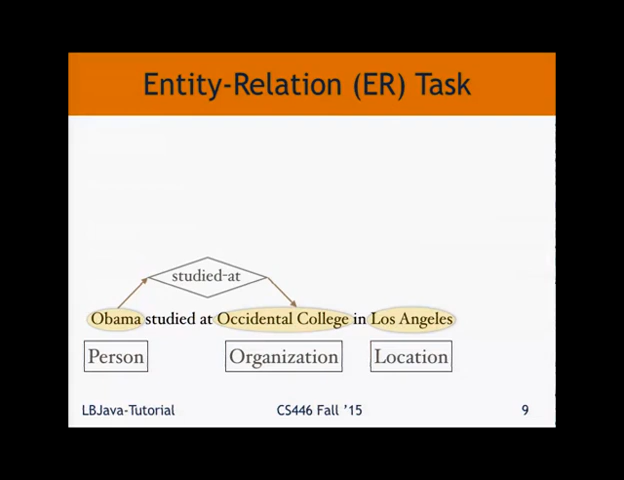 Entity-Relation (ER) Task
studied-at
Obama studied at Occidental College in Los Angeles
Person Organization Location
LBJava-Tutorial CS446 Fall '15 9